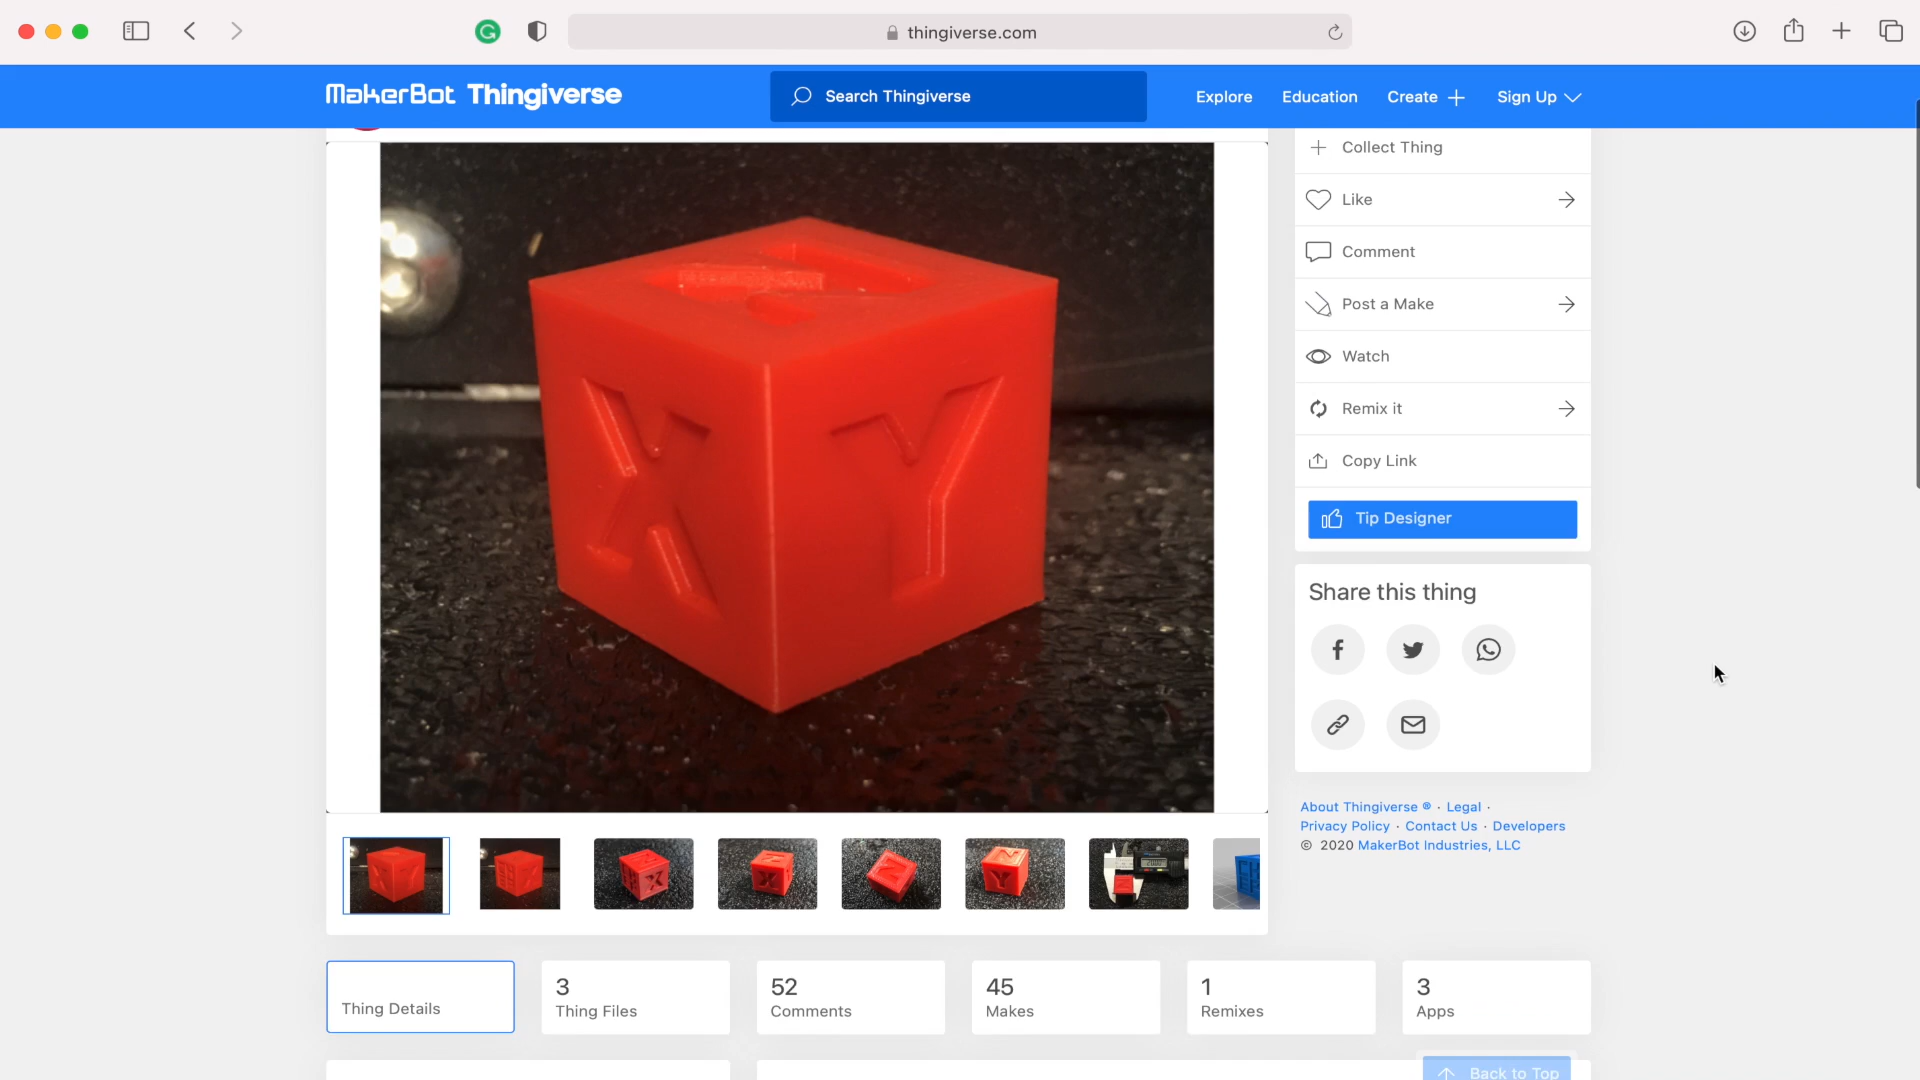 thingiverse.com
MakerBot Thingiverse
Search Thingiverse
Explore
Education
Create
Sign Up
Collect Thing
Like
Comment
Post a Make
Watch
Remix it
Copy Link
Tip Designer
Z
X
Y
Share this thing
About Thingiverse ® · Legal ·
Privacy Policy · Contact Us · Developers
© 2020 MakerBot Industries, LLC
Thing Details
3
Thing Files
52
Comments
45
Makes
1
Remixes
3
Apps
Back to Top